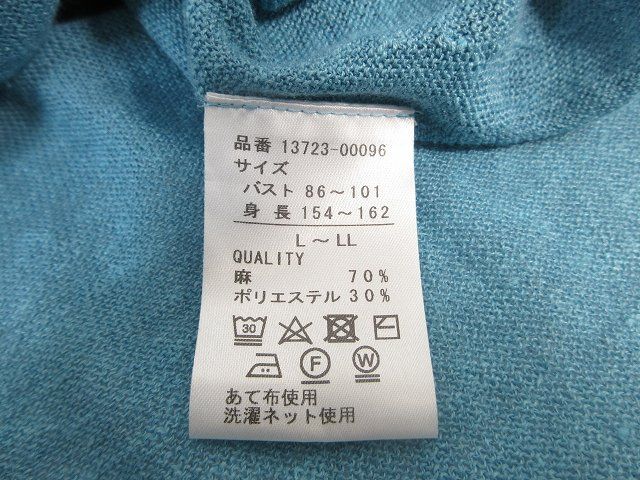 品番 13723-00096
サイズ
バスト 86～101
身 長 154～162
L ～ LL
QUALITY
麻 70%
ポリエステル 30%
30
F W
あて布使用
洗濯ネット使用